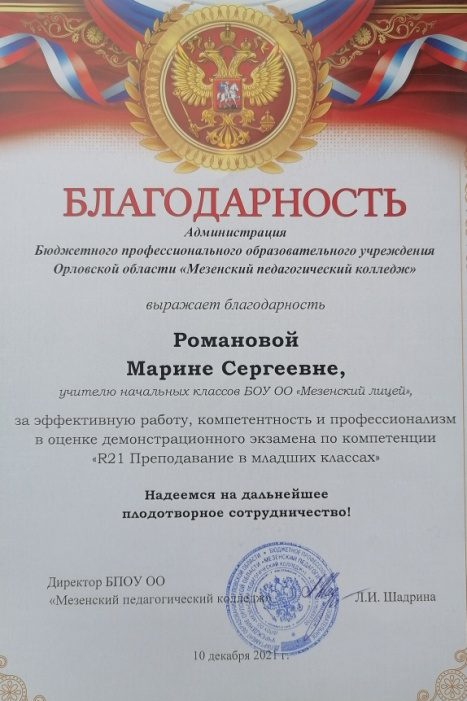 БЛАГОДАРНОСТЬ
Администрация
Бюджетного профессионального образовательного учреждения
Орловской области «Мезенский педагогический колледж»
выражает благодарность
Романовой
Марине Сергеевне,
учителю начальных классов БОУ ОО «Мезенский лицей»,
за эффективную работу, компетентность и профессионализм
в оценке демонстрационного экзамена по компетенции
«R21 Преподавание в младших классах»
Надеемся на дальнейшее
плодотворное сотрудничество!
Директор БПОУ ОО
«Мезенский педагогический колледж» Л.И. Шадрина
10 декабря 2021 г.